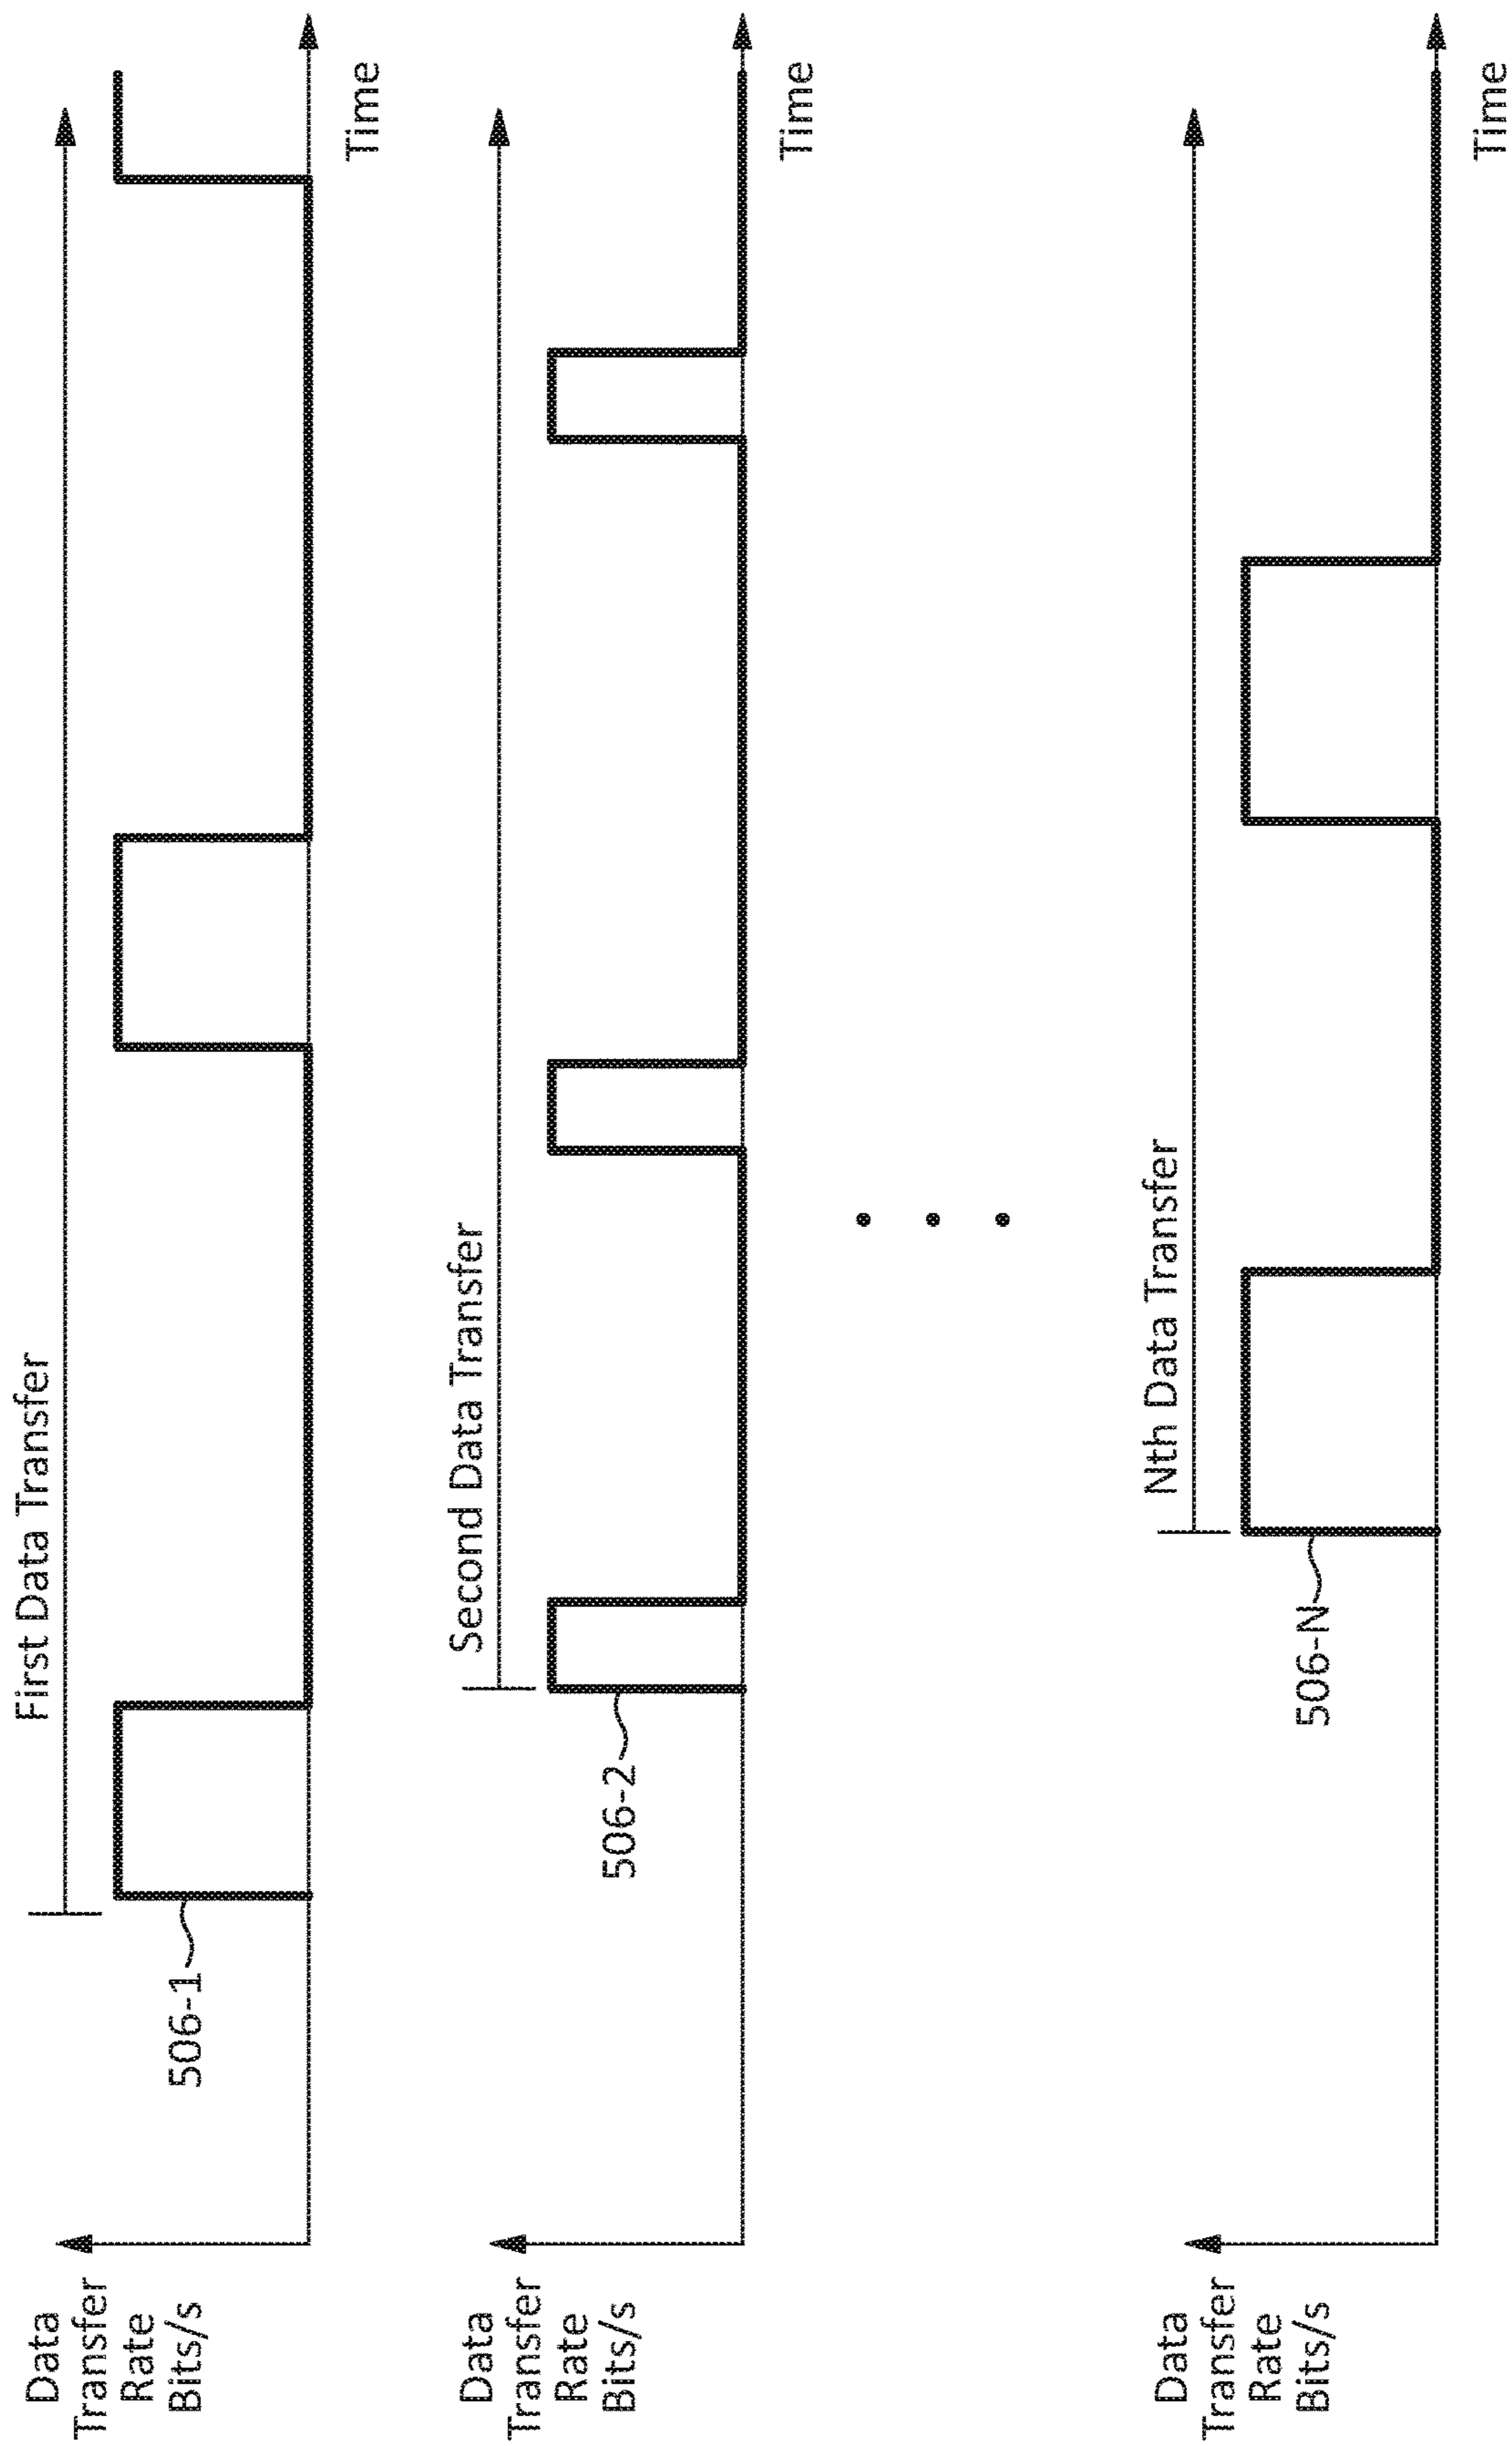 First Data Transfer
Data
Transfer
Rate
Bits/s
506-1
Time
Second Data Transfer
Data
Transfer
Rate
Bits/s
506-2
Time
Nth Data Transfer
Data
Transfer
Rate
Bits/s
506-N
Time